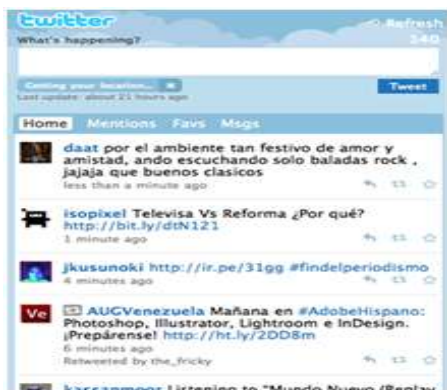 twitter
Refresh
What's happening?
140
Getting your location...
Tweet
Last update: about 21 hours ago
Home Mentions Favs Msgs
daat por el ambiente tan festivo de amor y
amistad, ando escuchando solo baladas rock ,
jajaja que buenos clasicos
less than a minute ago
isopixel Televisa Vs Reforma ¿Por qué?
http://bit.ly/dtN121
1 minute ago
jkusunoki http://ir.pe/31gg #findelperiodismo
4 minutes ago
Ve
AUGVenezuela Mañana en #AdobeHispano:
Photoshop, Illustrator, Lightroom e InDesign.
¡Prepárense! http://ht.ly/2DD8m
6 minutes ago
Retweeted by the_fricky
Listening to "Mundo Nuevo (Replay